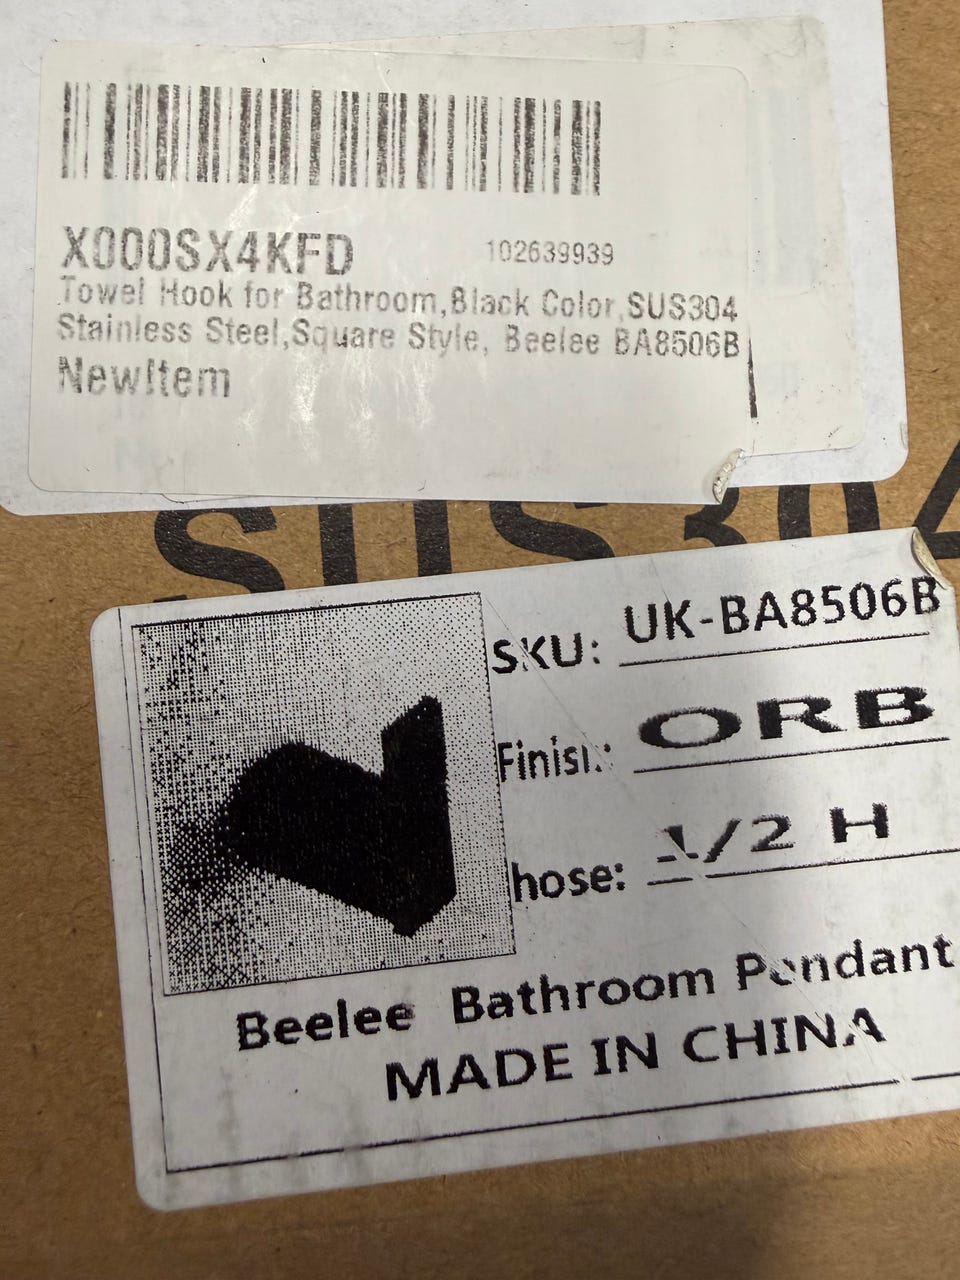 X000SX4KFD 102639939
Towel Hook for Bathroom,Black Color,SUS304
Stainless Steel,Square Style, Beelee BA8506B
NewItem
SUS304
SKU: UK-BA8506B
Finish: ORB
hose: 1/2 H
Beelee Bathroom Pendant
MADE IN CHINA